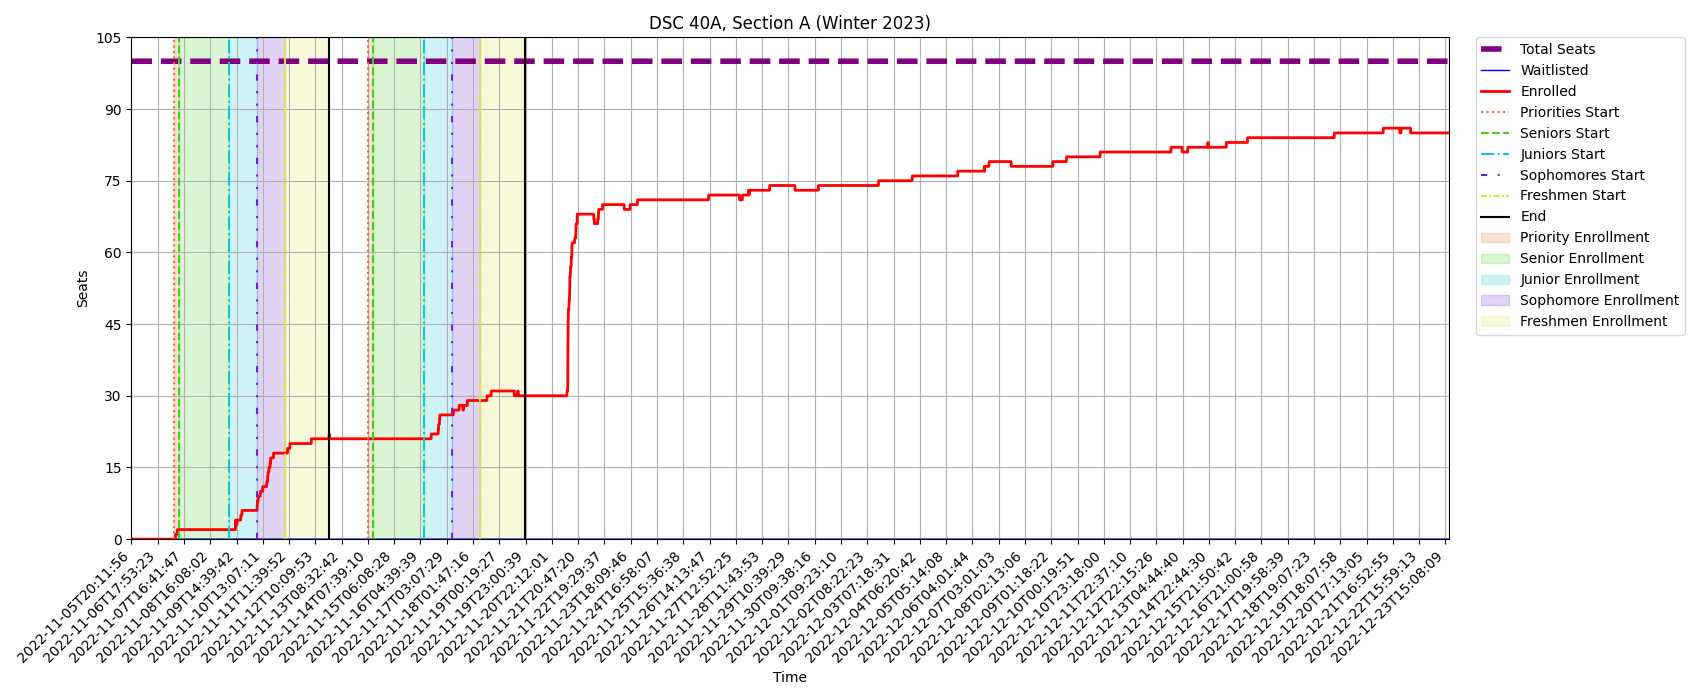 DSC 40A, Section A (Winter 2023)
105
90
75
60
45
30
15
0
Seats
2022-11-05T20:11:56
2022-11-06T17:53:23
2022-11-07T16:41:47
2022-11-08T16:08:02
2022-11-09T14:39:42
2022-11-10T13:07:11
2022-11-11T11:39:52
2022-11-12T10:09:53
2022-11-13T08:32:42
2022-11-14T07:39:10
2022-11-15T06:08:28
2022-11-16T04:39:39
2022-11-17T03:07:29
2022-11-18T01:47:16
2022-11-19T00:19:27
2022-11-19T23:00:39
2022-11-20T22:12:01
2022-11-21T20:47:20
2022-11-22T19:29:37
2022-11-23T18:09:46
2022-11-24T16:58:07
2022-11-25T15:36:38
2022-11-26T14:13:47
2022-11-27T12:52:25
2022-11-28T11:43:53
2022-11-29T10:39:29
2022-11-30T09:38:16
2022-12-01T09:23:10
2022-12-02T08:22:23
2022-12-03T07:18:31
2022-12-04T06:20:42
2022-12-05T05:14:08
2022-12-06T04:01:44
2022-12-07T03:01:03
2022-12-08T02:13:06
2022-12-09T01:18:22
2022-12-10T00:19:51
2022-12-10T23:18:00
2022-12-11T22:37:10
2022-12-12T22:15:26
2022-12-13T04:44:40
2022-12-14T22:44:30
2022-12-15T21:50:42
2022-12-16T21:00:58
2022-12-17T19:58:39
2022-12-18T19:07:23
2022-12-19T18:07:58
2022-12-20T17:13:05
2022-12-21T16:52:55
2022-12-22T15:59:13
2022-12-23T15:08:09
Time
Total Seats
Waitlisted
Enrolled
Priorities Start
Seniors Start
Juniors Start
Sophomores Start
Freshmen Start
End
Priority Enrollment
Senior Enrollment
Junior Enrollment
Sophomore Enrollment
Freshmen Enrollment